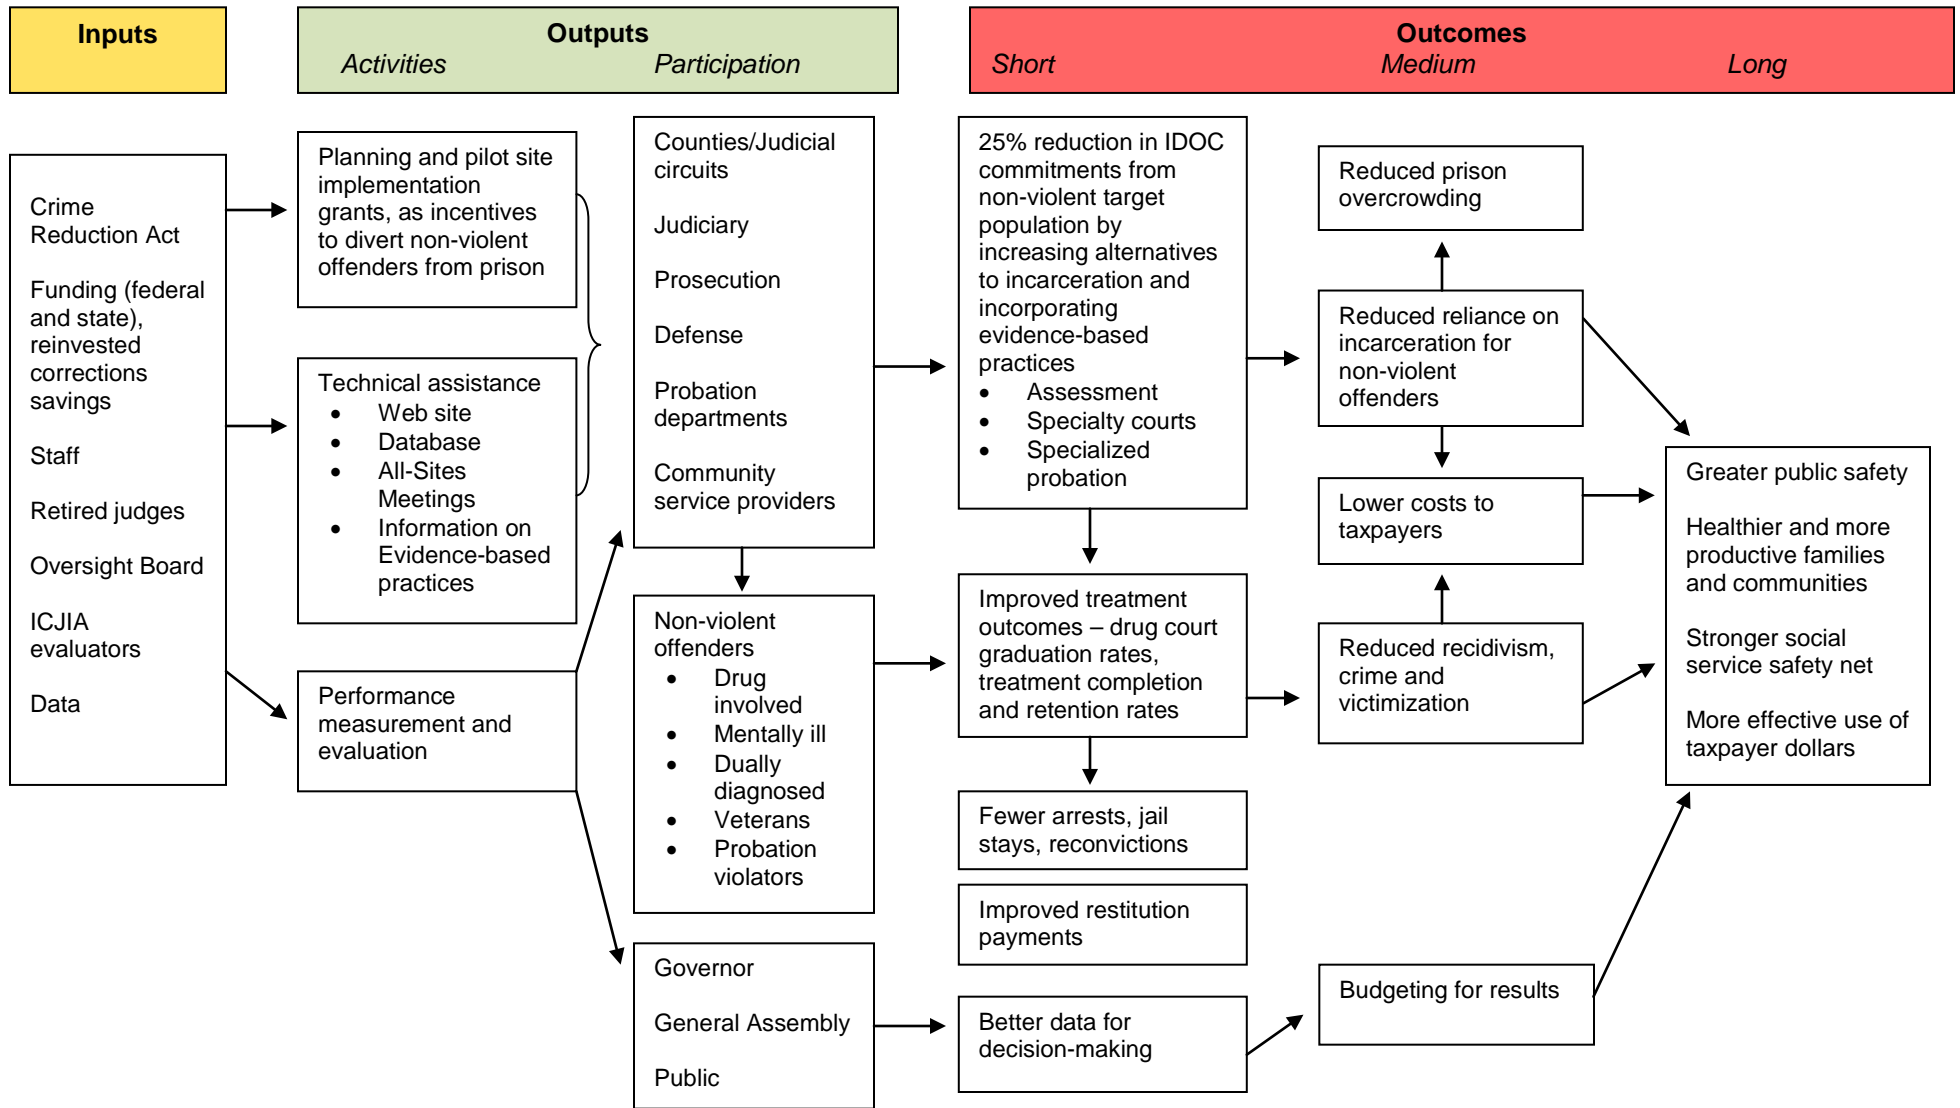 Inputs
Outputs
Activities
Participation
Outcomes
Short
Medium
Long
Crime
Reduction Act
Funding (federal
and state),
reinvested
corrections
savings
Staff
Retired judges
Oversight Board
ICJIA
evaluators
Data
Planning and pilot site
implementation
grants, as incentives
to divert non-violent
offenders from prison
Technical assistance
• Web site
• Database
• All-Sites
Meetings
• Information on
Evidence-based
practices
Performance
measurement and
evaluation
Counties/Judicial
circuits
Judiciary
Prosecution
Defense
Probation
departments
Community
service providers
Non-violent
offenders
• Drug
involved
• Mentally ill
• Dually
diagnosed
• Veterans
• Probation
violators
Governor
General Assembly
Public
25% reduction in IDOC
commitments from
non-violent target
population by
increasing alternatives
to incarceration and
incorporating
evidence-based
practices
• Assessment
• Specialty courts
• Specialized
probation
Improved treatment
outcomes – drug court
graduation rates,
treatment completion
and retention rates
Fewer arrests, jail
stays, reconvictions
Improved restitution
payments
Better data for
decision-making
Reduced prison
overcrowding
Reduced reliance on
incarceration for
non-violent
offenders
Lower costs to
taxpayers
Reduced recidivism,
crime and
victimization
Budgeting for results
Greater public safety
Healthier and more
productive families
and communities
Stronger social
service safety net
More effective use of
taxpayer dollars